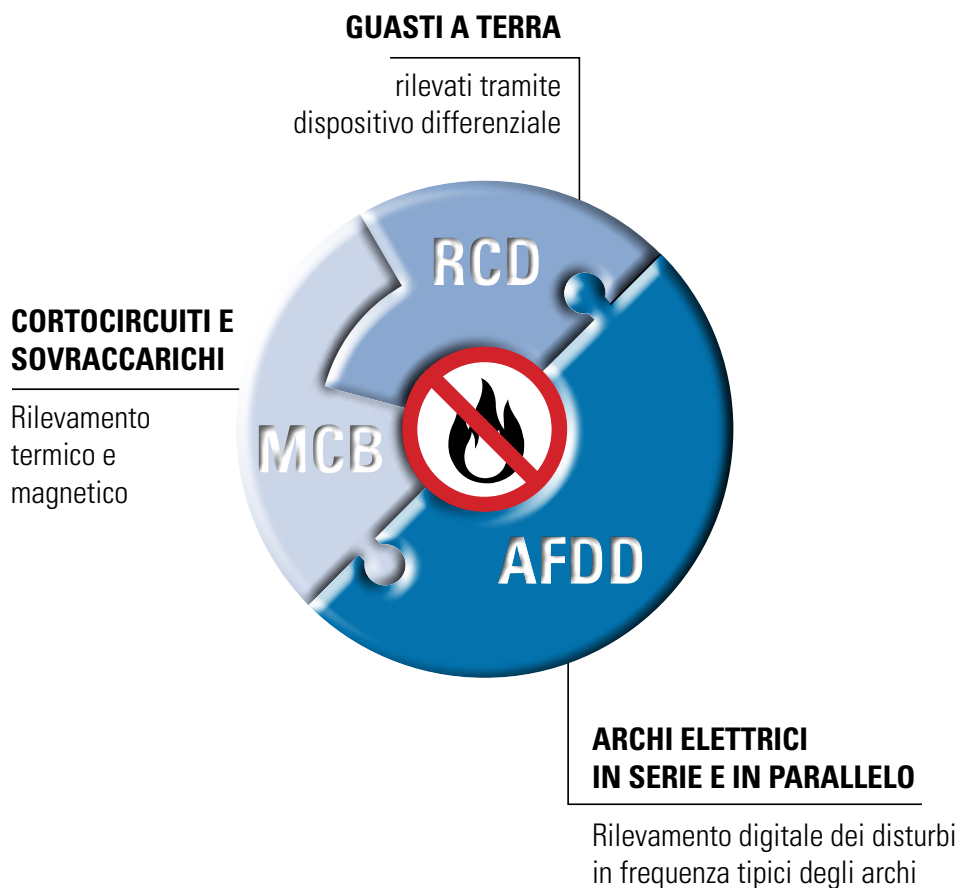 GUASTI A TERRA
rilevati tramite
dispositivo differenziale
RCD
CORTOCIRCUITI E
SOVRACCARICHI
Rilevamento
termico e
magnetico
MCB
AFDD
ARCHI ELETTRICI
IN SERIE E IN PARALLELO
Rilevamento digitale dei disturbi
in frequenza tipici degli archi